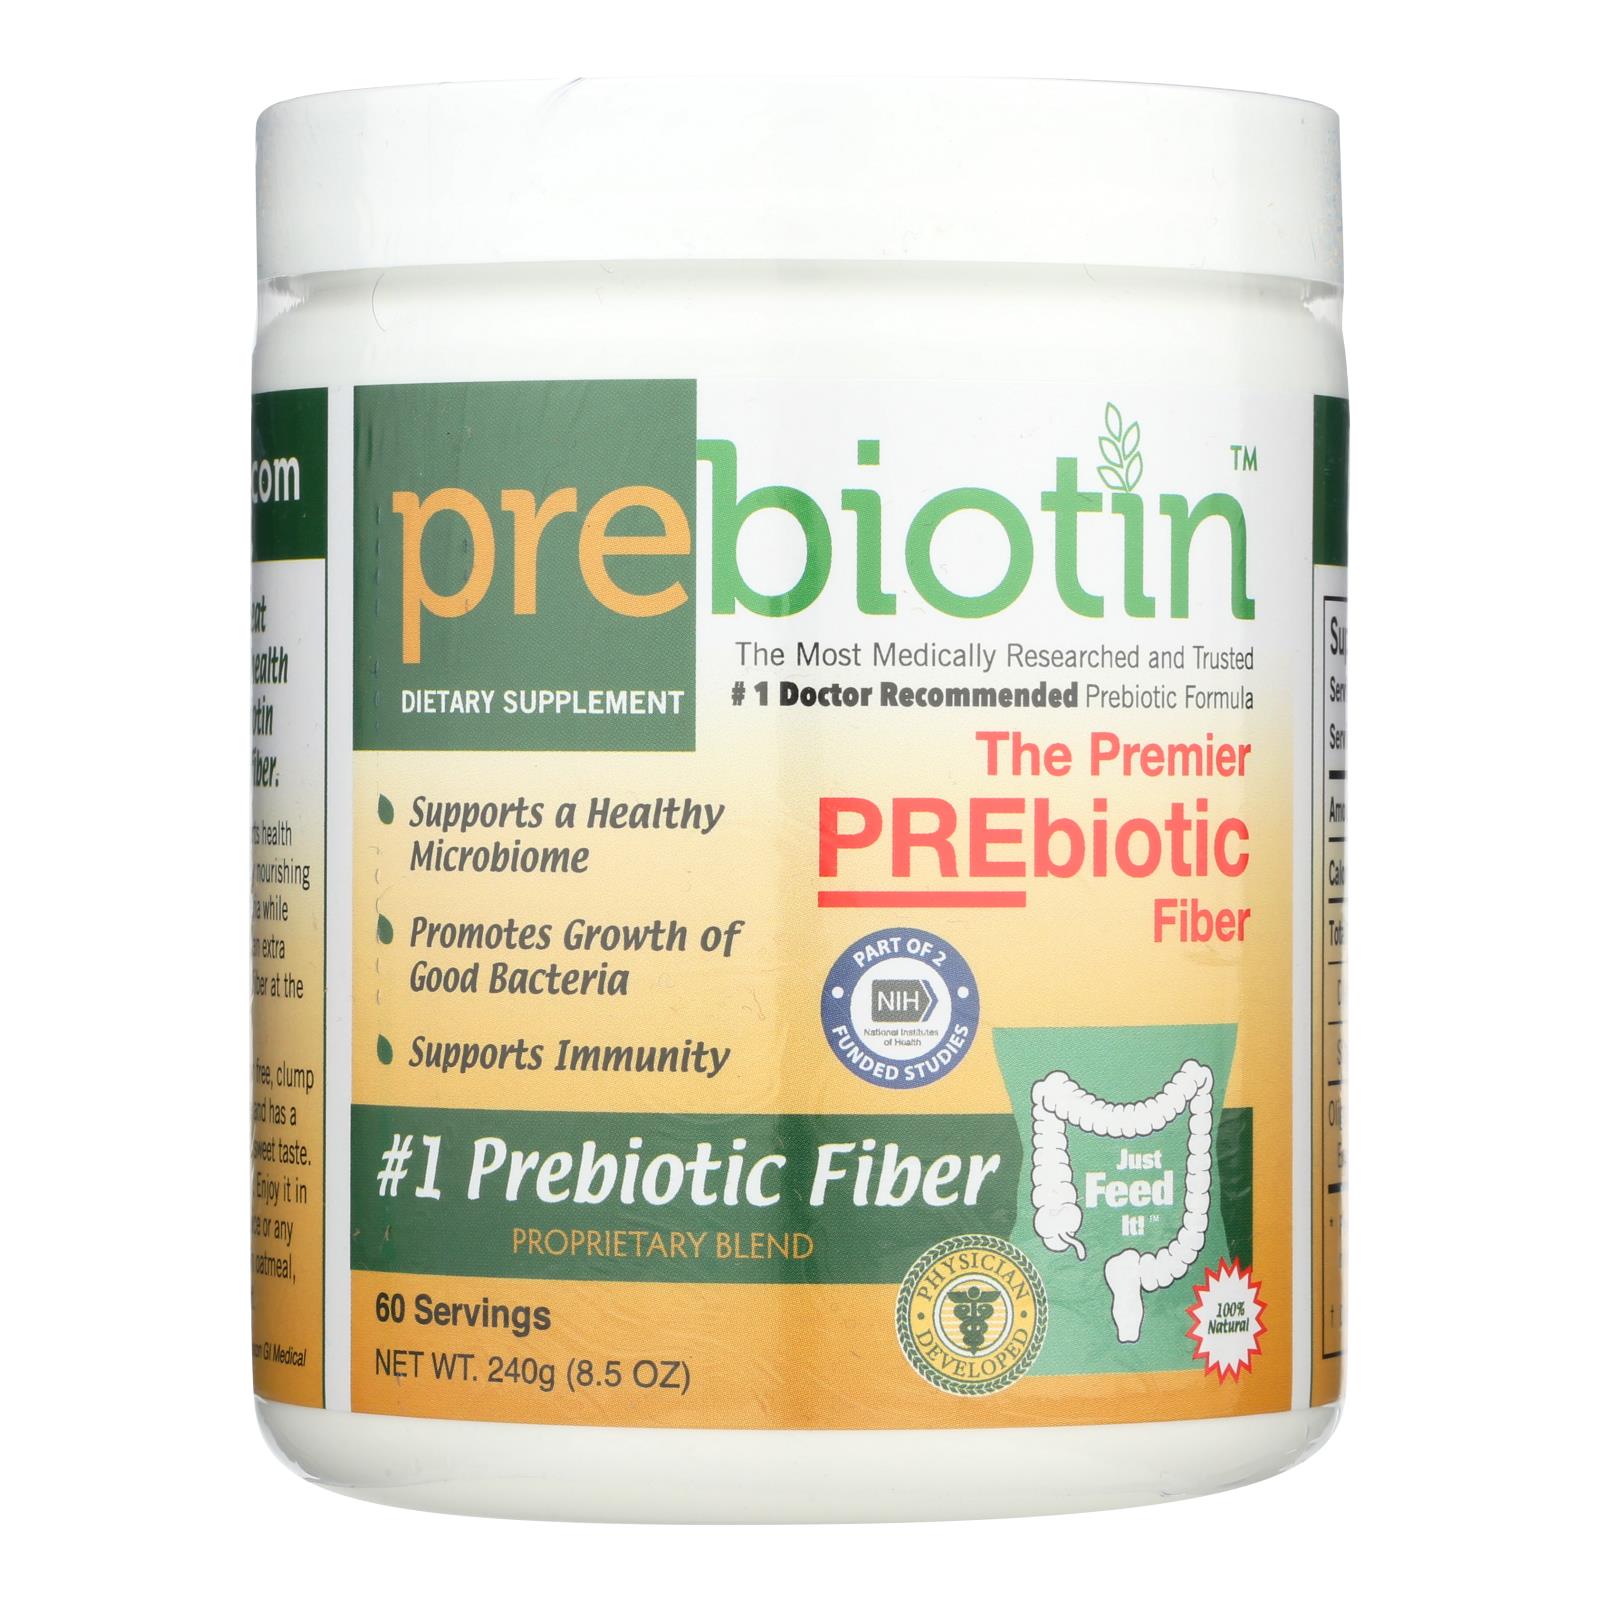 prebiotin™
DIETARY SUPPLEMENT
The Most Medically Researched and Trusted
#1 Doctor Recommended Prebiotic Formula
The Premier
PREbiotic
Fiber
Supports a Healthy
Microbiome
Promotes Growth of
Good Bacteria
Supports Immunity
PART OF 2
NIH
National Institutes
of Health
FUNDED STUDIES
#1 Prebiotic Fiber
PROPRIETARY BLEND
Just
Feed
It!™
PHYSICIAN
DEVELOPED
100%
Natural
60 Servings
NET WT. 240g (8.5 OZ)
.com
health
nourishing
while
extra
at the
free, clump
and has a
sweet taste.
Enjoy it in
or any
oatmeal,
GI Medical